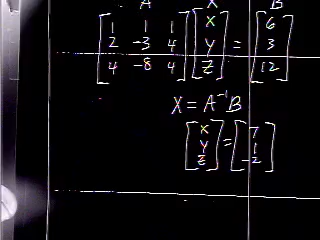 A X B
[1 1 1] [X] = [6]
[2 -3 4] [Y] [3]
[4 -8 4] [Z] [12]
X = A⁻¹B
[X] = [7]
[Y] [1]
[Z] [-2]